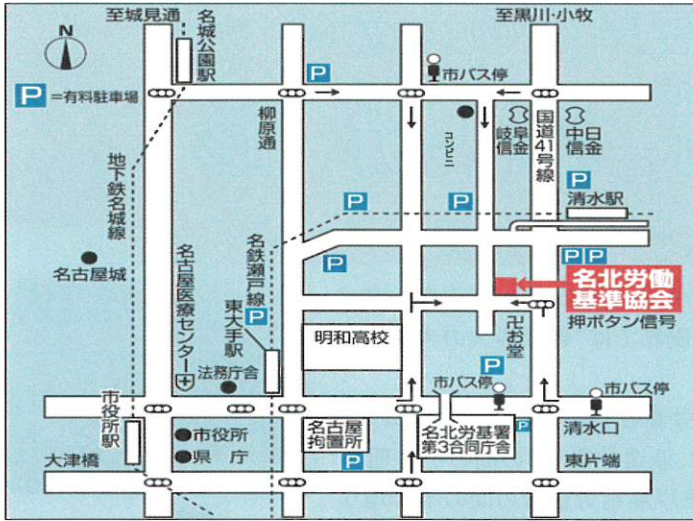 至城見通
名城公園駅
至黒川・小牧
N
P
市バス停
P=有料駐車場
柳原通
コンビニ
岐阜信金
国道41号線
中日信金
P
地下鉄名城線
P
P
清水駅
名古屋城
名古屋医療センター
名鉄瀬戸線
P
P P
東大手駅
P
名北労働
基準協会
押ボタン信号
明和高校
卍お堂
法務庁舎
P
市バス停
市バス停
市役所駅
市役所
県庁
名古屋
拘置所
名北労基署
第3合同庁舎
P
清水口
大津橋
P
東片端